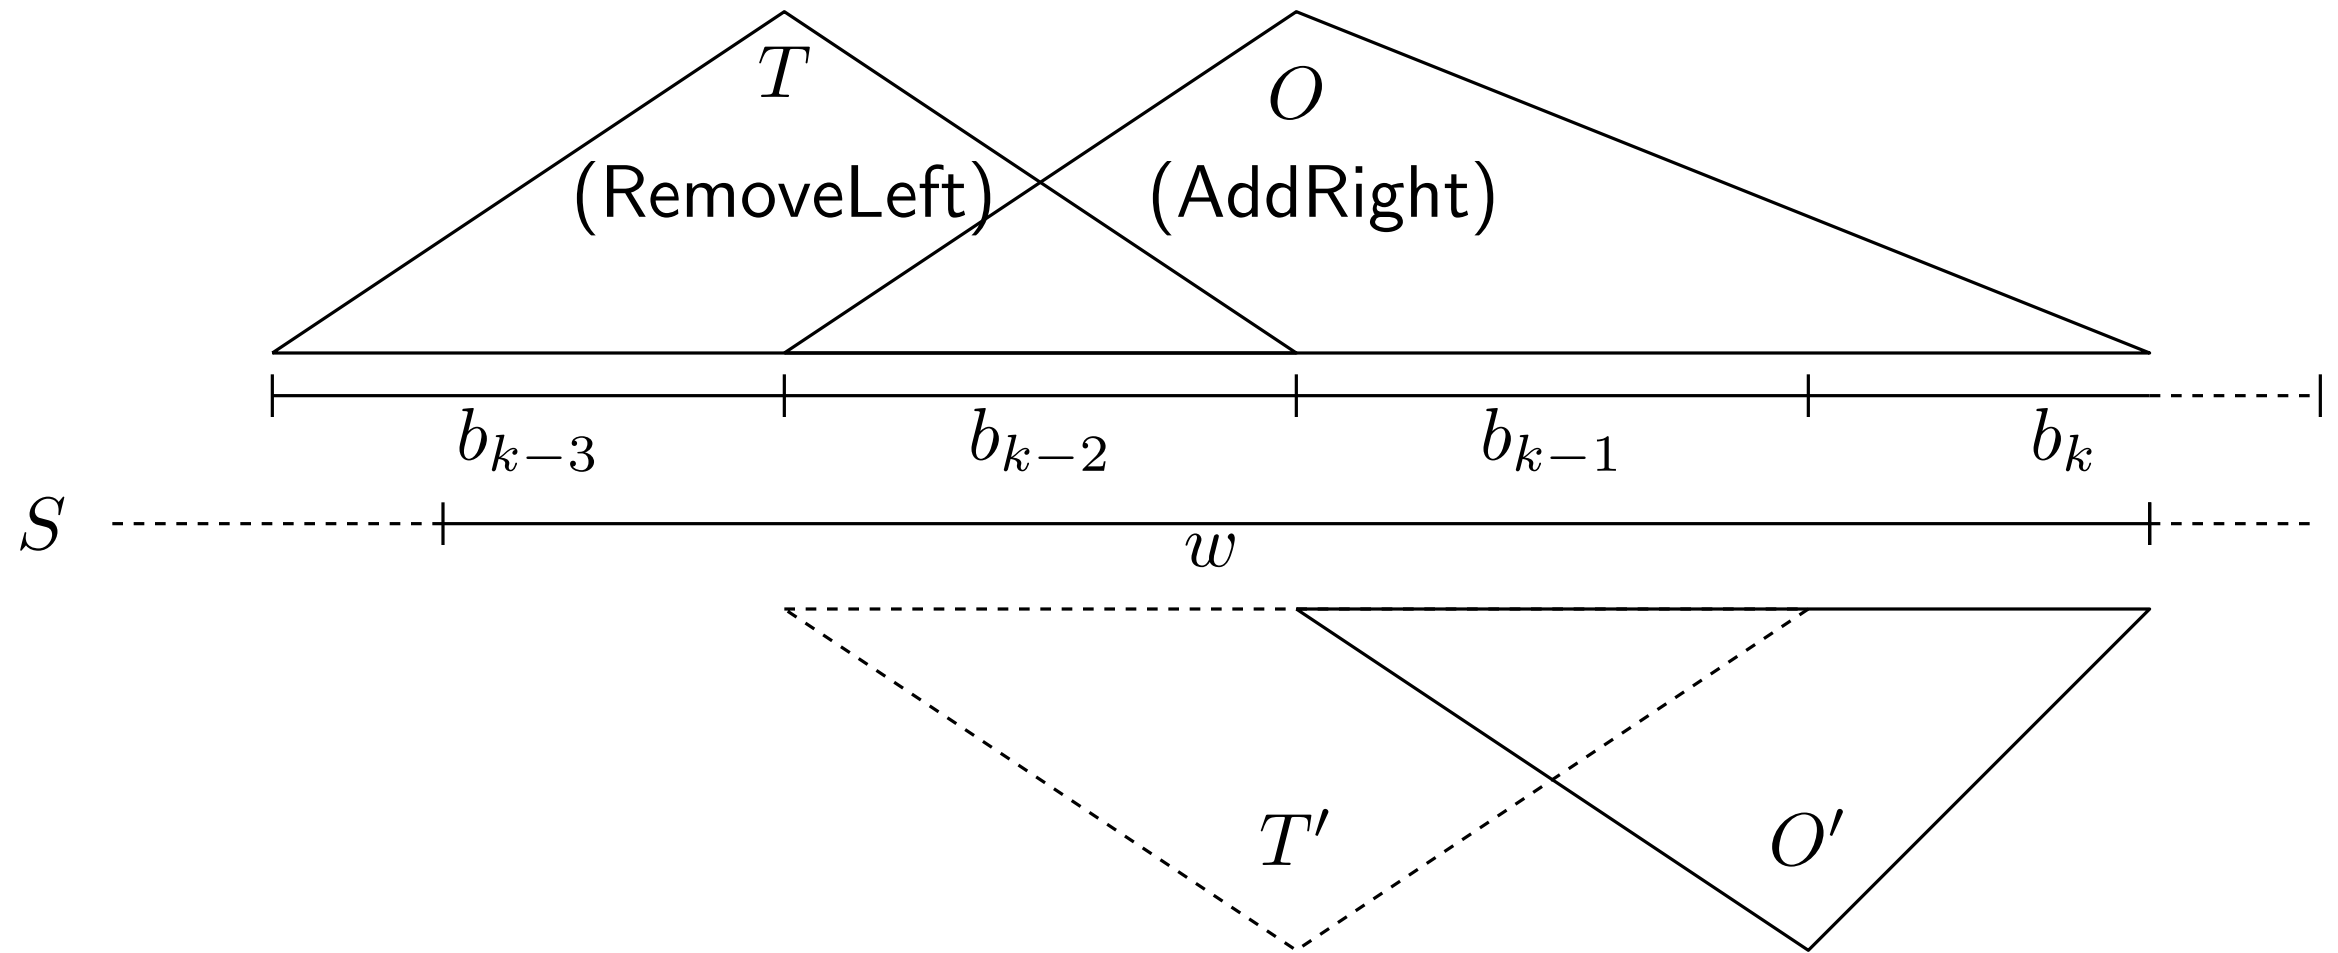 T O
(RemoveLeft) (AddRight)
b_{k-3} b_{k-2} b_{k-1} b_k
S
w
T' O'